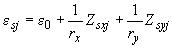 ε_sj = ε_0 + 1/r_x Z_sxj + 1/r_y Z_syj